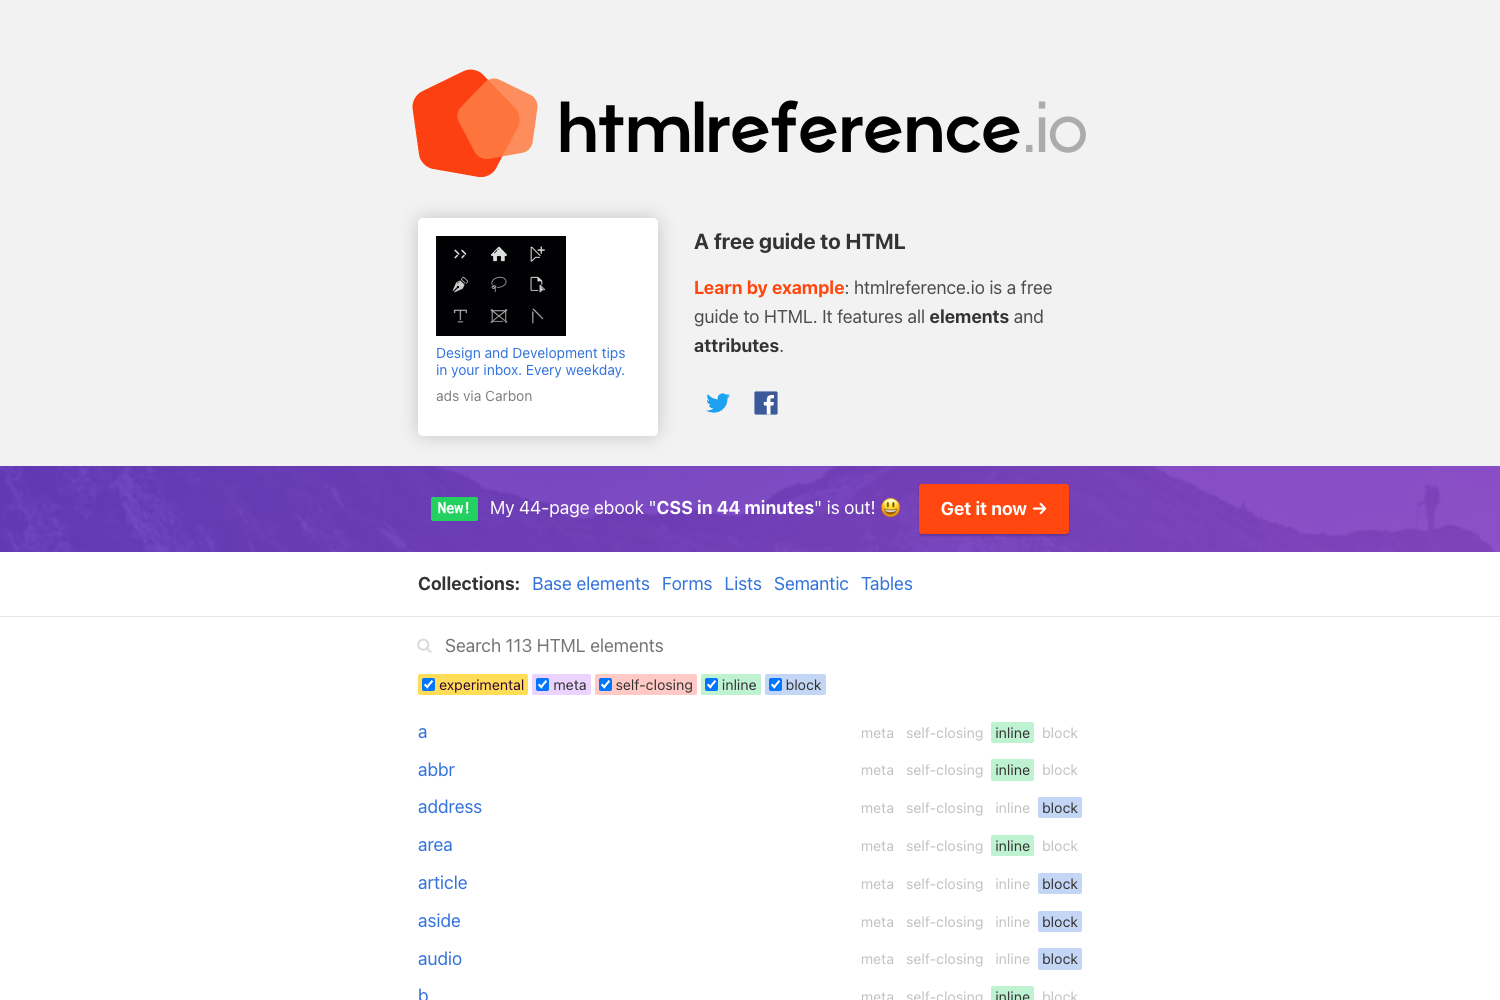 htmlreference.io
Design and Development tips
in your inbox. Every weekday.
ads via Carbon
A free guide to HTML
Learn by example: htmlreference.io is a free
guide to HTML. It features all elements and
attributes.
New! My 44-page ebook "CSS in 44 minutes" is out! 😃 Get it now →
Collections: Base elements Forms Lists Semantic Tables
Search 113 HTML elements
experimental meta self-closing inline block
a meta self-closing inline block
abbr meta self-closing inline block
address meta self-closing inline block
area meta self-closing inline block
article meta self-closing inline block
aside meta self-closing inline block
audio meta self-closing inline block
b meta self-closing inline block